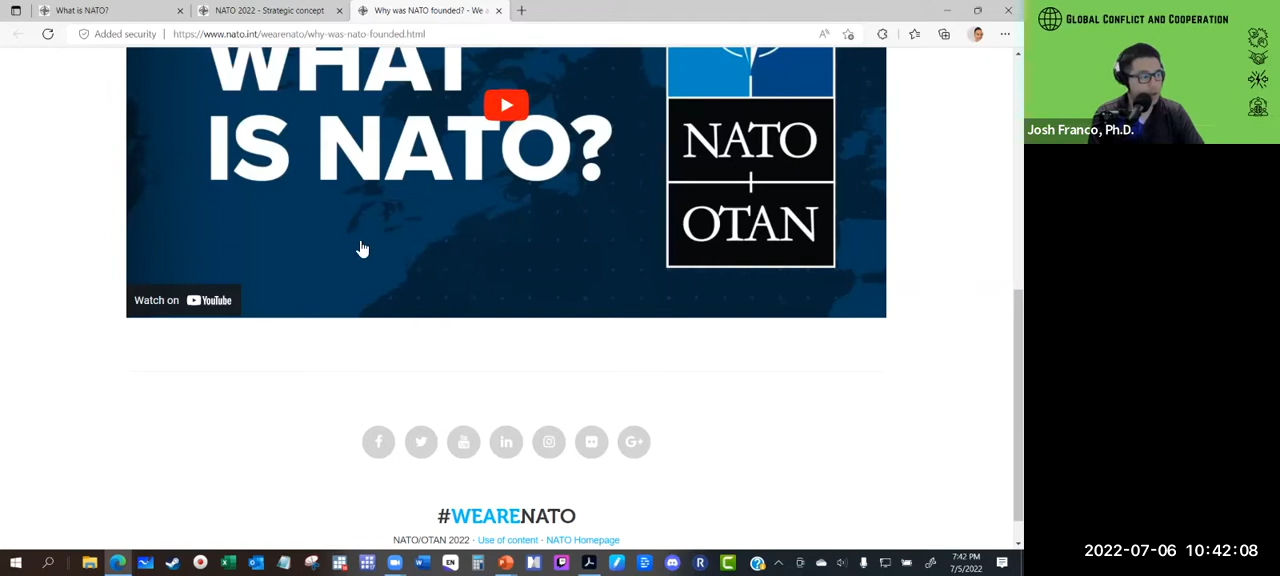 What is NATO?
NATO 2022 - Strategic concept
Why was NATO founded? - We a
Added security
https://www.nato.int/wearenato/why-was-nato-founded.html
GLOBAL CONFLICT AND COOPERATION
WHAT
IS NATO?
NATO
OTAN
Josh Franco, Ph.D.
Watch on YouTube
#WEARENATO
NATO/OTAN 2022 · Use of content · NATO Homepage
7:42 PM
7/5/2022
2022-07-06 10:42:08